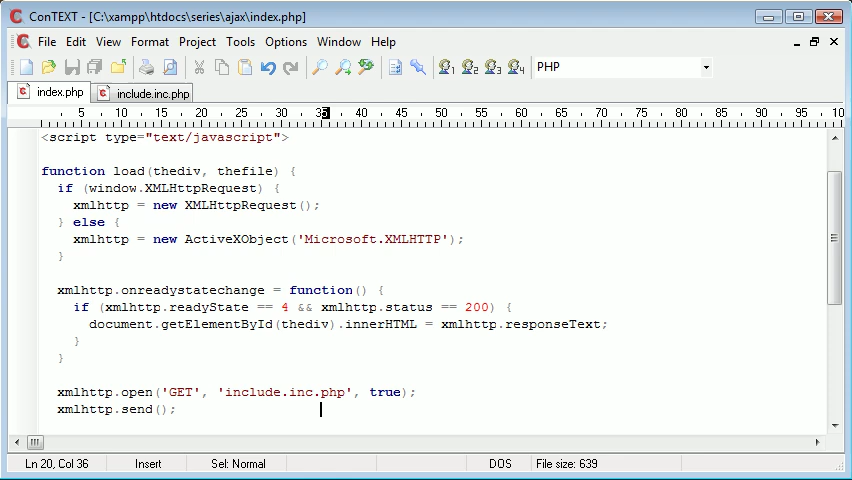 ConTEXT - [C:\xampp\htdocs\series\ajax\index.php]
File Edit View Format Project Tools Options Window Help
1 2 3 4 PHP
index.php include.inc.php
5 10 15 20 25 30 35 40 45 50 55 60 65 70 75 80 85 90 95 10
<script type="text/javascript">
function load(thediv, thefile) {
if (window.XMLHttpRequest) {
xmlhttp = new XMLHttpRequest();
} else {
xmlhttp = new ActiveXObject('Microsoft.XMLHTTP');
}
xmlhttp.onreadystatechange = function() {
if (xmlhttp.readyState == 4 && xmlhttp.status == 200) {
document.getElementById(thediv).innerHTML = xmlhttp.responseText;
}
}
xmlhttp.open('GET', 'include.inc.php', true);
xmlhttp.send();
Ln 20, Col 36 Insert Sel: Normal DOS File size: 639